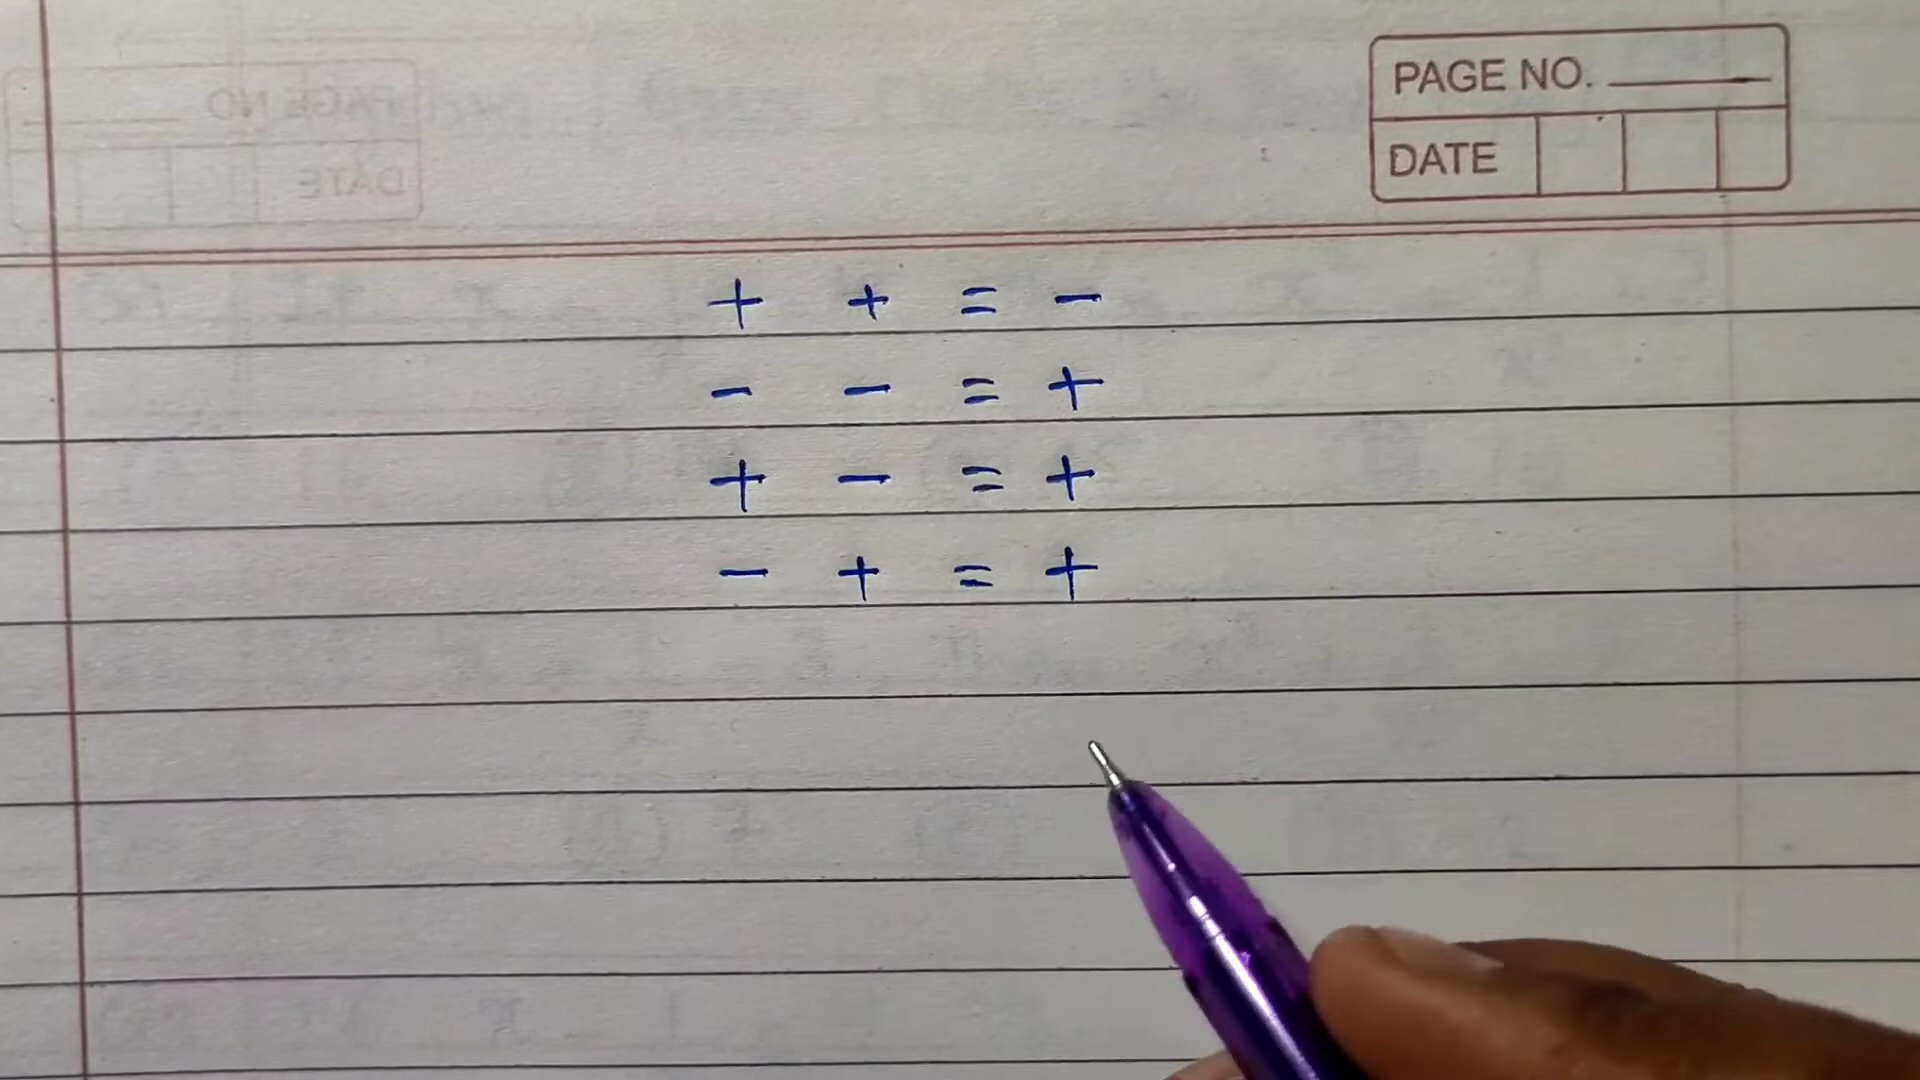 PAGE NO.
DATE
+ + = -
- - = +
+ - = +
- + = +